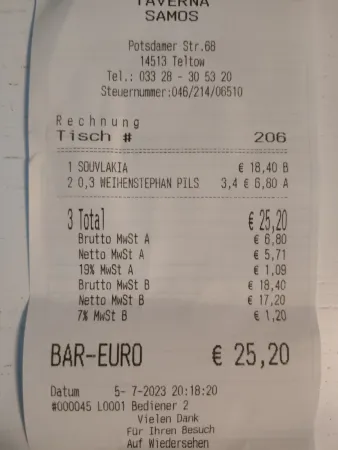 TAVERNA
SAMOS
Potsdamer Str.68
14513 Teltow
Tel.: 033 28 - 30 53 20
Steuernummer:046/214/06510
Rechnung
Tisch # 206
1 SOUVLAKIA € 18,40 B
2 0,3 WEIHENSTEPHAN PILS 3,4 € 6,80 A
3 Total € 25,20
Brutto MwSt A € 6,80
Netto MwSt A € 5,71
19% MwSt A € 1,09
Brutto MwSt B € 18,40
Netto MwSt B € 17,20
7% MwSt B € 1,20
BAR-EURO € 25,20
Datum 5- 7-2023 20:18:20
#000045 L0001 Bediener 2
Vielen Dank
Für Ihren Besuch
Auf Wiedersehen